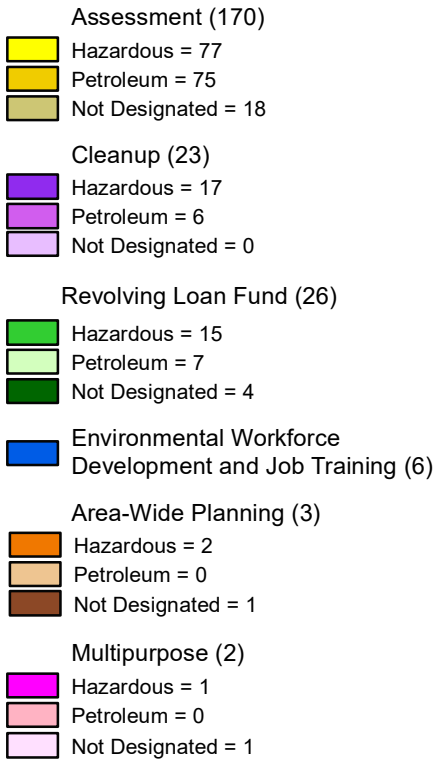 Assessment (170)
Hazardous = 77
Petroleum = 75
Not Designated = 18
Cleanup (23)
Hazardous = 17
Petroleum = 6
Not Designated = 0
Revolving Loan Fund (26)
Hazardous = 15
Petroleum = 7
Not Designated = 4
Environmental Workforce
Development and Job Training (6)
Area-Wide Planning (3)
Hazardous = 2
Petroleum = 0
Not Designated = 1
Multipurpose (2)
Hazardous = 1
Petroleum = 0
Not Designated = 1